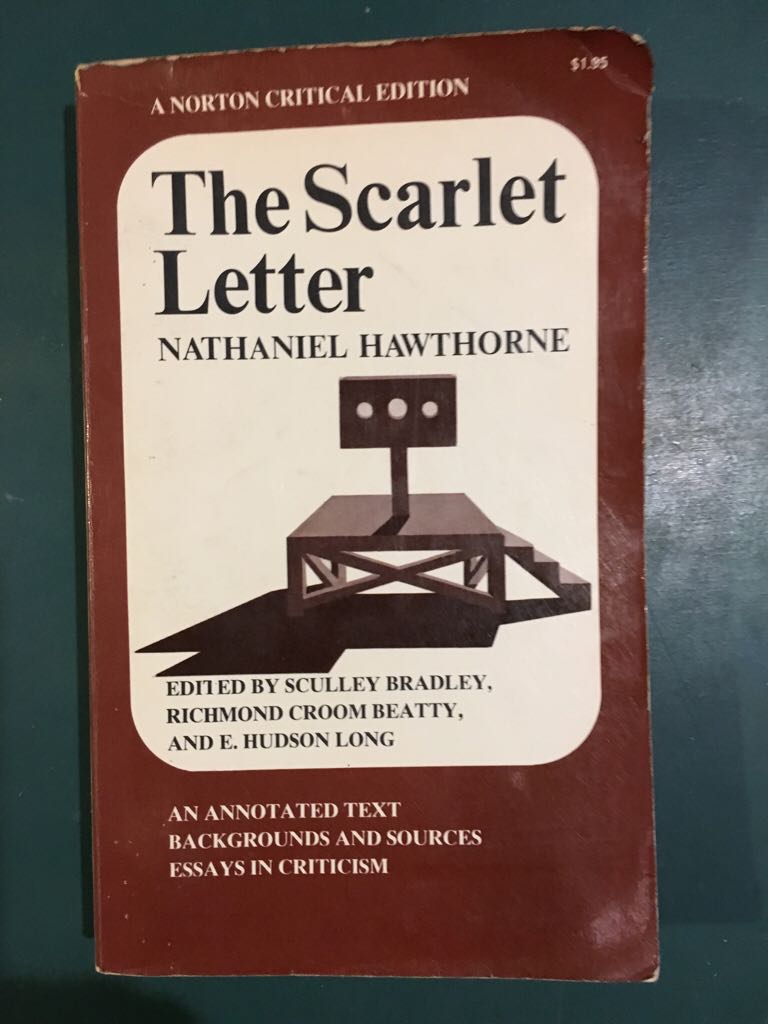 $1.95
A NORTON CRITICAL EDITION
The Scarlet
Letter
NATHANIEL HAWTHORNE
EDITED BY SCULLEY BRADLEY,
RICHMOND CROOM BEATTY,
AND E. HUDSON LONG
AN ANNOTATED TEXT
BACKGROUNDS AND SOURCES
ESSAYS IN CRITICISM